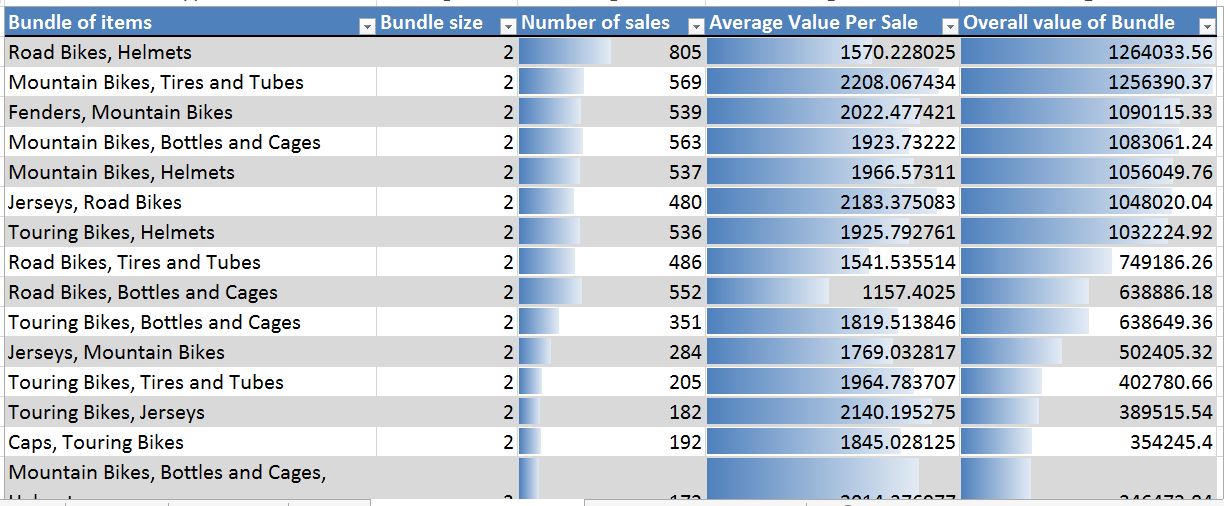 Bundle of items Bundle size Number of sales Average Value Per Sale Overall value of Bundle
Road Bikes, Helmets 2 805 1570.228025 1264033.56
Mountain Bikes, Tires and Tubes 2 569 2208.067434 1256390.37
Fenders, Mountain Bikes 2 539 2022.477421 1090115.33
Mountain Bikes, Bottles and Cages 2 563 1923.73222 1083061.24
Mountain Bikes, Helmets 2 537 1966.57311 1056049.76
Jerseys, Road Bikes 2 480 2183.375083 1048020.04
Touring Bikes, Helmets 2 536 1925.792761 1032224.92
Road Bikes, Tires and Tubes 2 486 1541.535514 749186.26
Road Bikes, Bottles and Cages 2 552 1157.4025 638886.18
Touring Bikes, Bottles and Cages 2 351 1819.513846 638649.36
Jerseys, Mountain Bikes 2 284 1769.032817 502405.32
Touring Bikes, Tires and Tubes 2 205 1964.783707 402780.66
Touring Bikes, Jerseys 2 182 2140.195275 389515.54
Caps, Touring Bikes 2 192 1845.028125 354245.4
Mountain Bikes, Bottles and Cages,